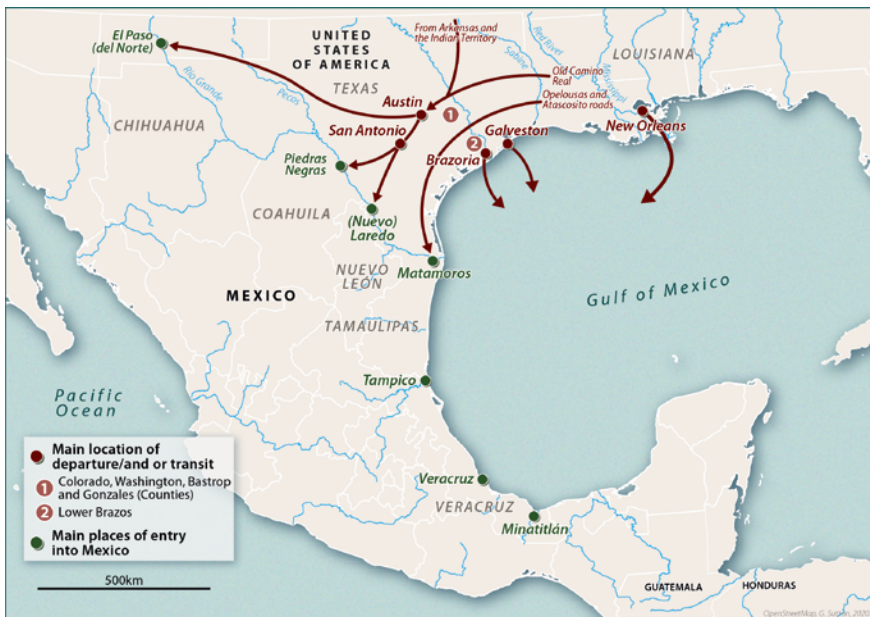 El Paso
(del Norte)
UNITED
STATES
OF AMERICA
From Arkansas and
the Indian Territory
Red River
LOUISIANA
Sabine
Mississippi
TEXAS
Rio Grande
Pecos
Old Camino
Real
Opelousas and
Atascosito roads
Austin
1
CHIHUAHUA
San Antonio
2
Galveston
New Orleans
Brazoria
Piedras
Negras
COAHUILA
(Nuevo)
Laredo
NUEVO
LEÓN
Matamoros
MEXICO
Gulf of Mexico
TAMAULIPAS
Tampico
Pacific
Ocean
Veracruz
VERACRUZ
Minatitlán
Main location of
departure/and or transit
1 Colorado, Washington, Bastrop
and Gonzales (Counties)
2 Lower Brazos
Main places of entry
into Mexico
500km
GUATEMALA
HONDURAS
OpenStreetMap, G. Sutton, 2020